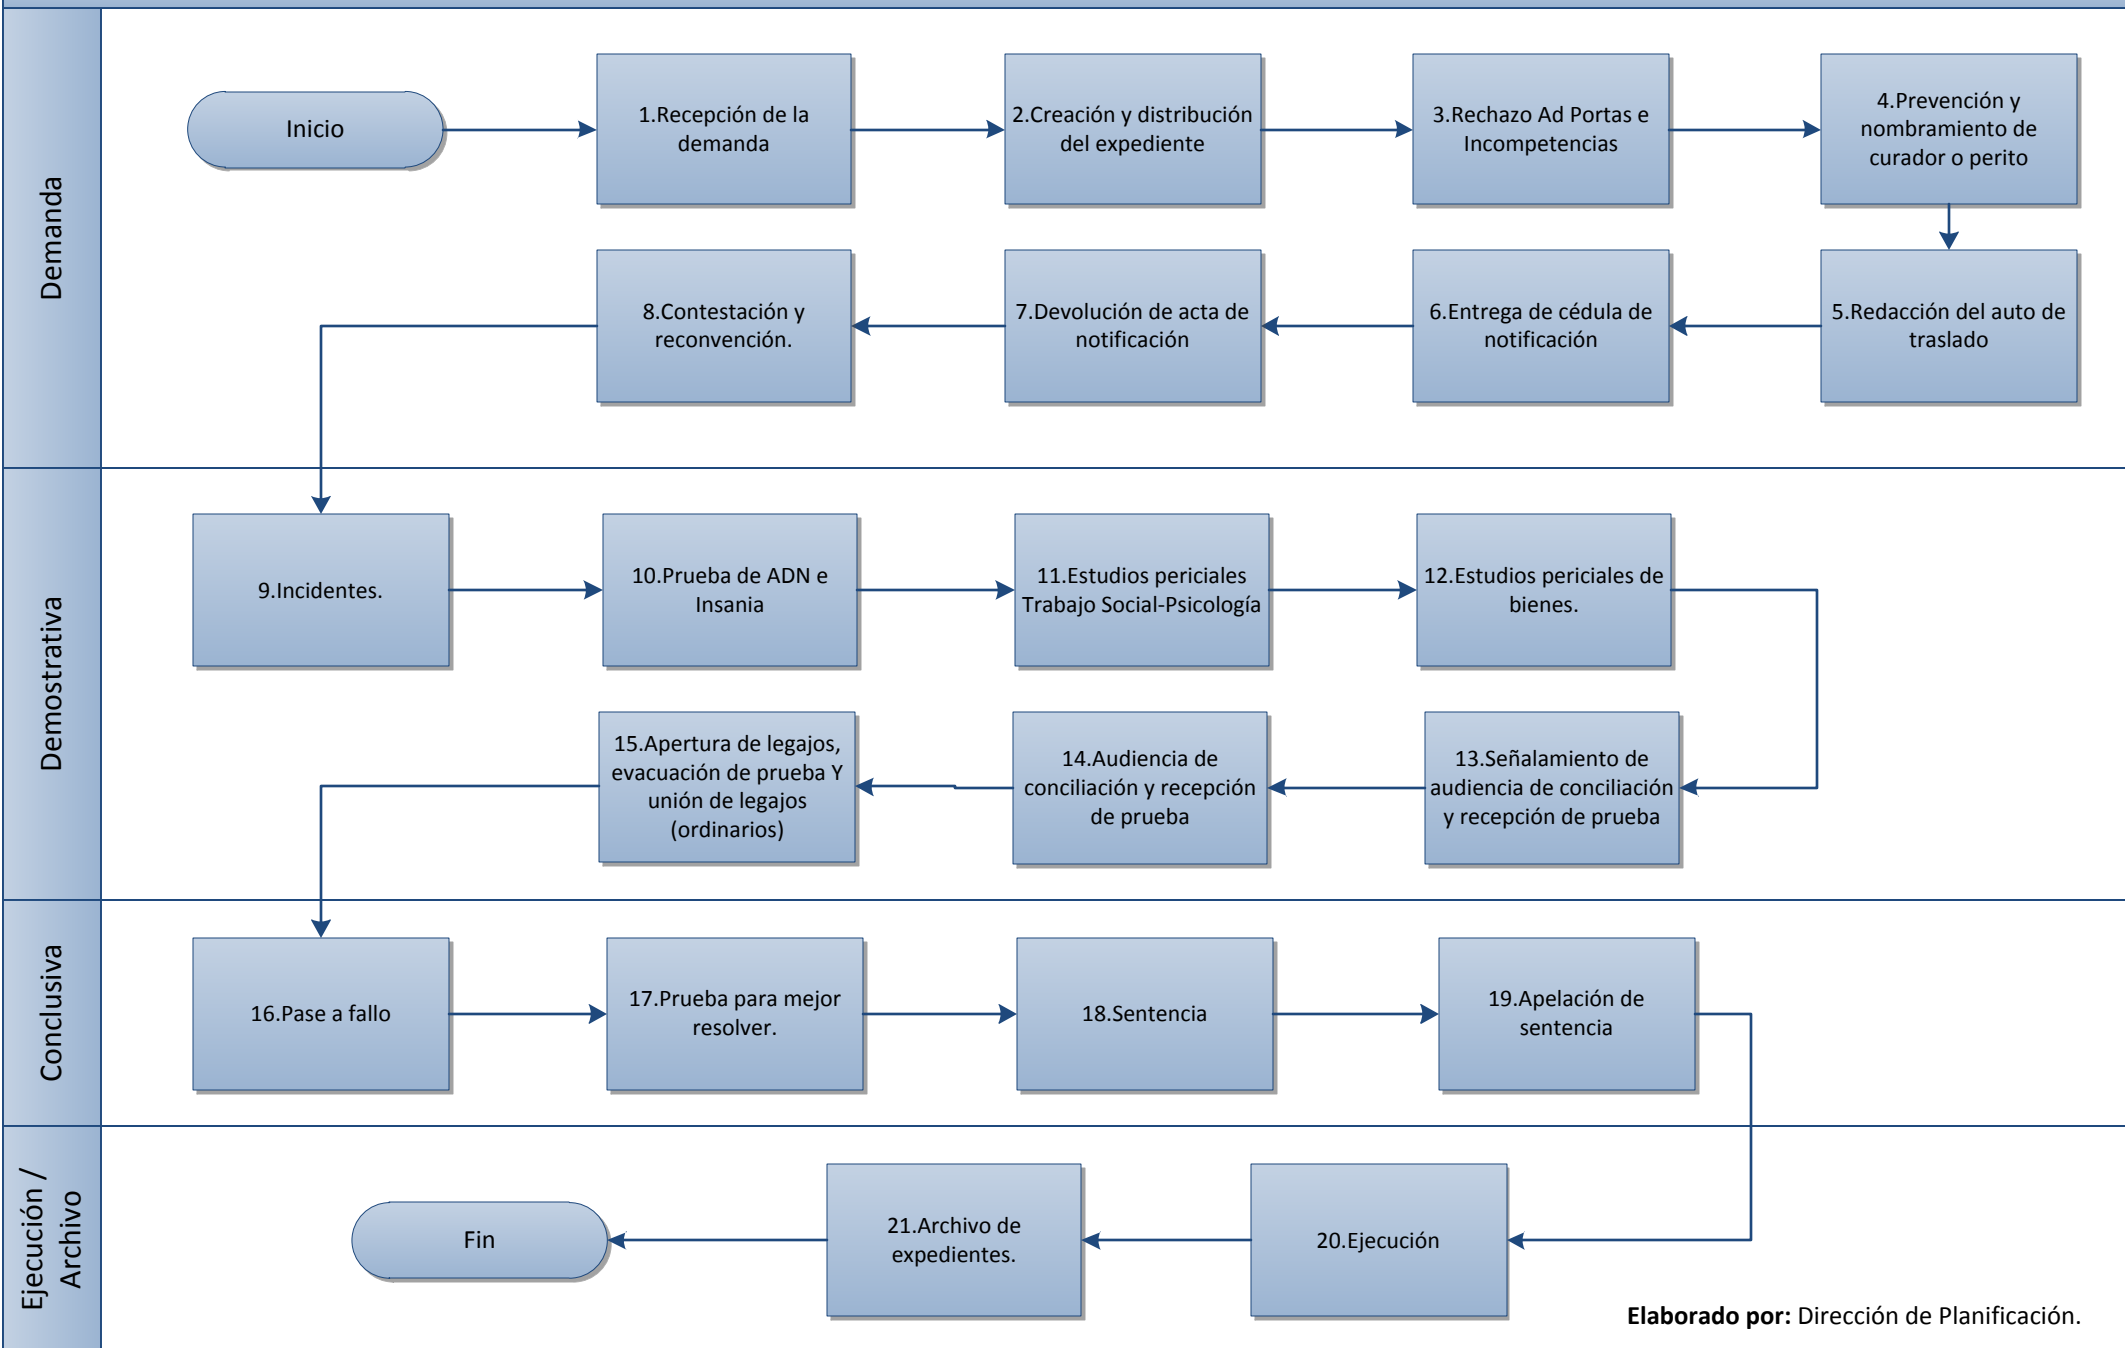 Demanda
Inicio
1.Recepción de la
demanda
2.Creación y distribución
del expediente
3.Rechazo Ad Portas e
Incompetencias
4.Prevención y
nombramiento de
curador o perito
5.Redacción del auto de
traslado
6.Entrega de cédula de
notificación
7.Devolución de acta de
notificación
8.Contestación y
reconvención.
Demostrativa
9.Incidentes.
10.Prueba de ADN e
Insania
11.Estudios periciales
Trabajo Social-Psicología
12.Estudios periciales de
bienes.
13.Señalamiento de
audiencia de conciliación
y recepción de prueba
14.Audiencia de
conciliación y recepción
de prueba
15.Apertura de legajos,
evacuación de prueba Y
unión de legajos
(ordinarios)
Conclusiva
16.Pase a fallo
17.Prueba para mejor
resolver.
18.Sentencia
19.Apelación de
sentencia
Ejecución /
Archivo
20.Ejecución
21.Archivo de
expedientes.
Fin
Elaborado por: Dirección de Planificación.